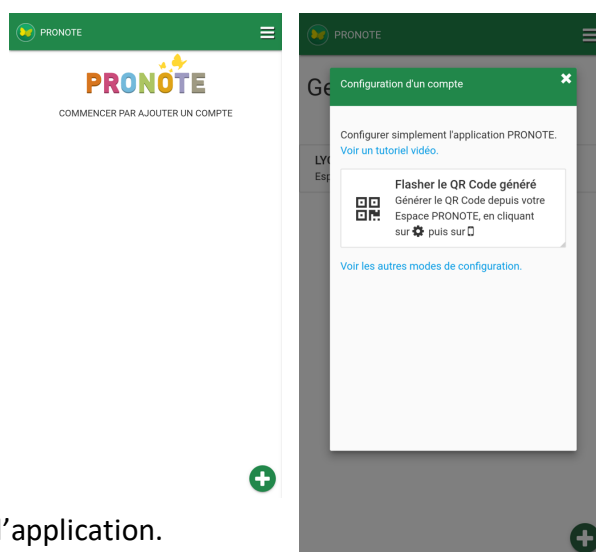 PRONOTE
PRONOTE
COMMENCER PAR AJOUTER UN COMPTE
l'application.
PRONOTE
Ge
Configuration d'un compte
Configurer simplement l'application PRONOTE.
Voir un tutoriel vidéo.
LY
Esp
Flasher le QR Code généré
Générer le QR Code depuis votre
Espace PRONOTE, en cliquant
sur puis sur
Voir les autres modes de configuration.